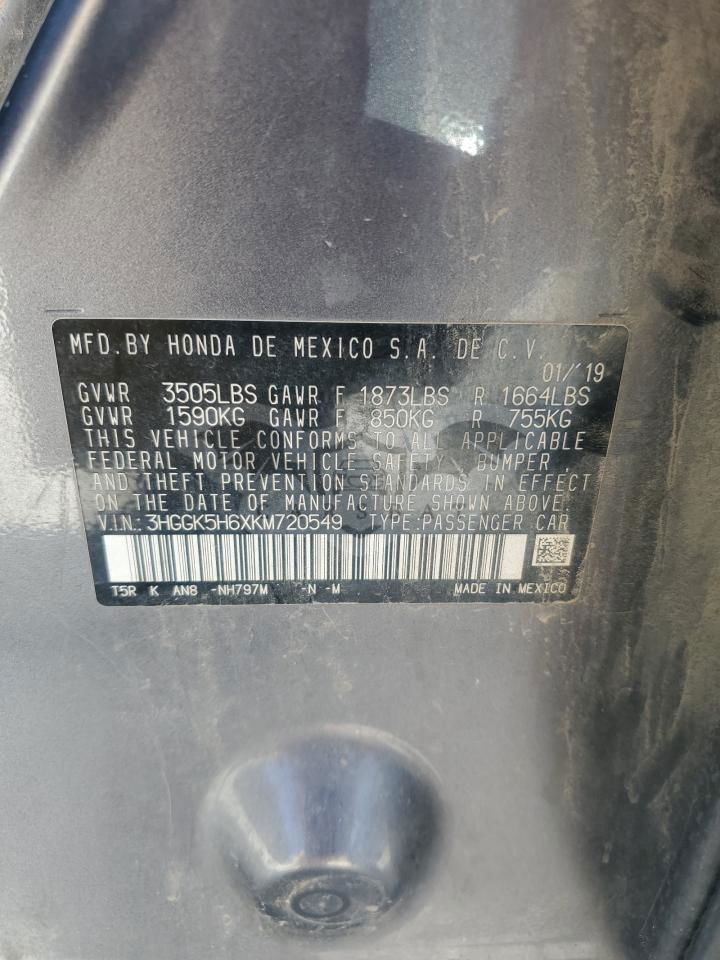 MFD.BY HONDA DE MEXICO S.A. DE C.V.
01/'19
GVWR 3505LBS GAWR F 1873LBS R 1664LBS
GVWR 1590KG GAWR F 850KG R 755KG
THIS VEHICLE CONFORMS TO ALL APPLICABLE
FEDERAL MOTOR VEHICLE SAFETY, BUMPER,
AND THEFT PREVENTION STANDARDS IN EFFECT
ON THE DATE OF MANUFACTURE SHOWN ABOVE.
V.I.N.: 3HGGK5H6XKM720549 TYPE:PASSENGER CAR
T5R K AN8 -NH797M -N -M MADE IN MEXICO